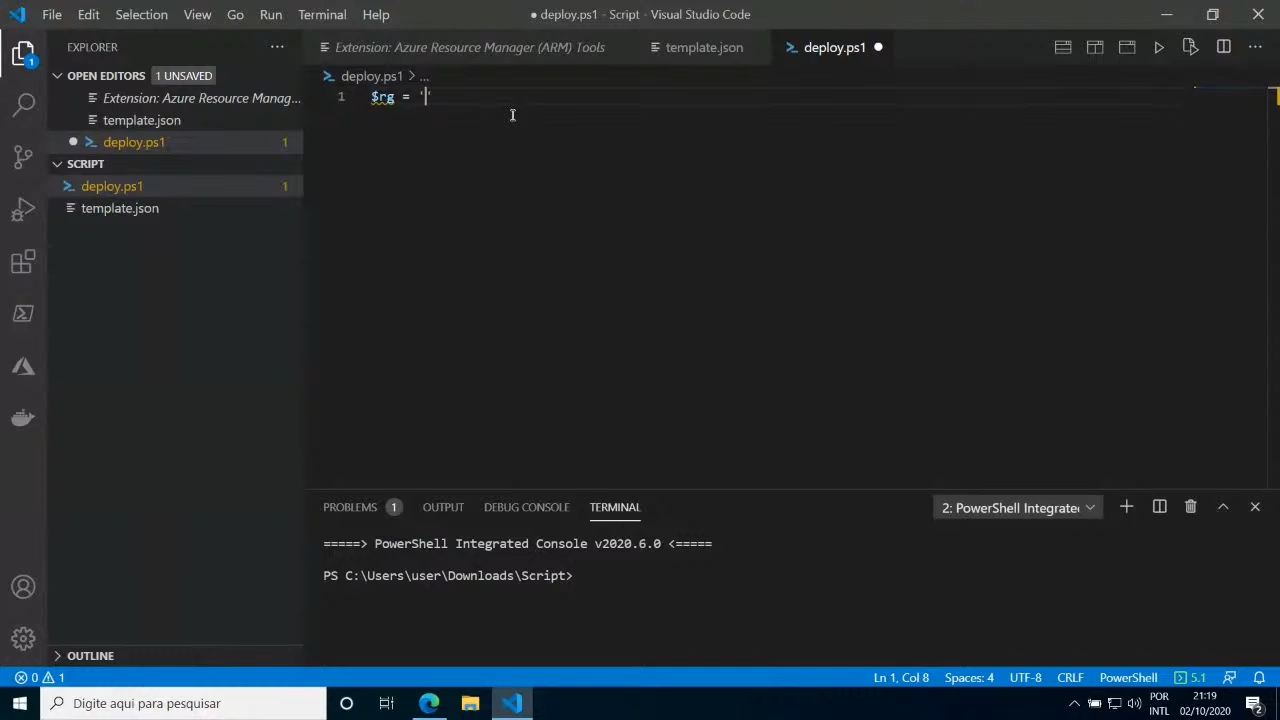 File Edit Selection View Go Run Terminal Help
● deploy.ps1 - Script - Visual Studio Code
EXPLORER
OPEN EDITORS 1 UNSAVED
Extension: Azure Resource Manag...
template.json
deploy.ps1 1
SCRIPT
deploy.ps1 1
template.json
OUTLINE
1
Extension: Azure Resource Manager (ARM) Tools
template.json
deploy.ps1
deploy.ps1 > ...
1 $rg = ''
PROBLEMS 1 OUTPUT DEBUG CONSOLE TERMINAL
2: PowerShell Integrate
=====> PowerShell Integrated Console v2020.6.0 <=====
PS C:\Users\user\Downloads\Script>
0 1
Ln 1, Col 8 Spaces: 4 UTF-8 CRLF PowerShell 5.1
Digite aqui para pesquisar
POR
INTL
21:19
02/10/2020
2